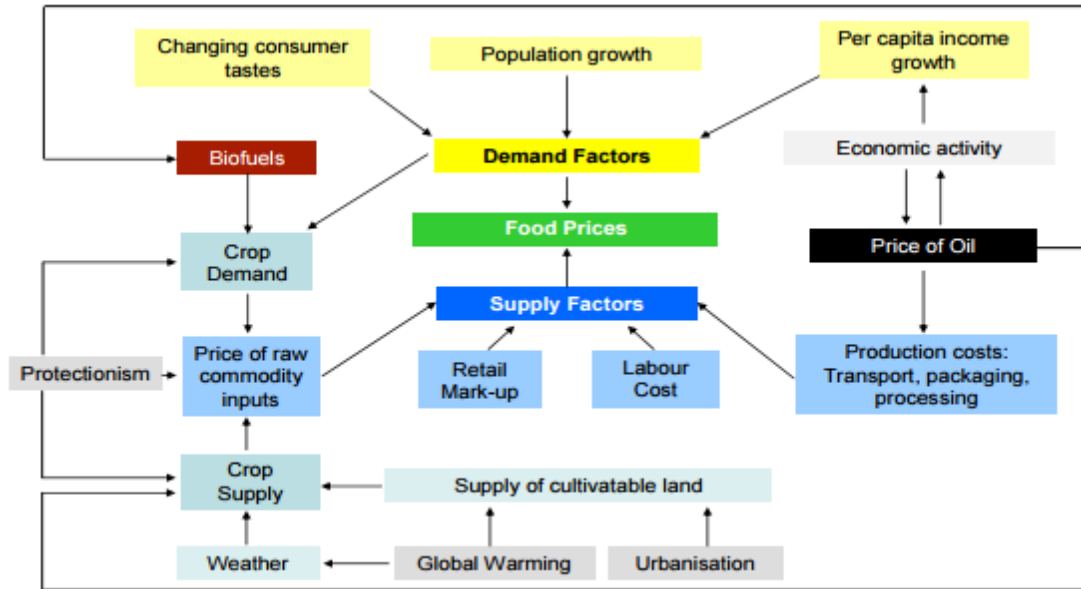 Changing consumer
tastes
Population growth
Per capita income
growth
Biofuels
Demand Factors
Economic activity
Food Prices
Price of Oil
Crop
Demand
Supply Factors
Protectionism
Price of raw
commodity
inputs
Retail
Mark-up
Labour
Cost
Production costs:
Transport, packaging,
processing
Crop
Supply
Supply of cultivatable land
Weather
Global Warming
Urbanisation